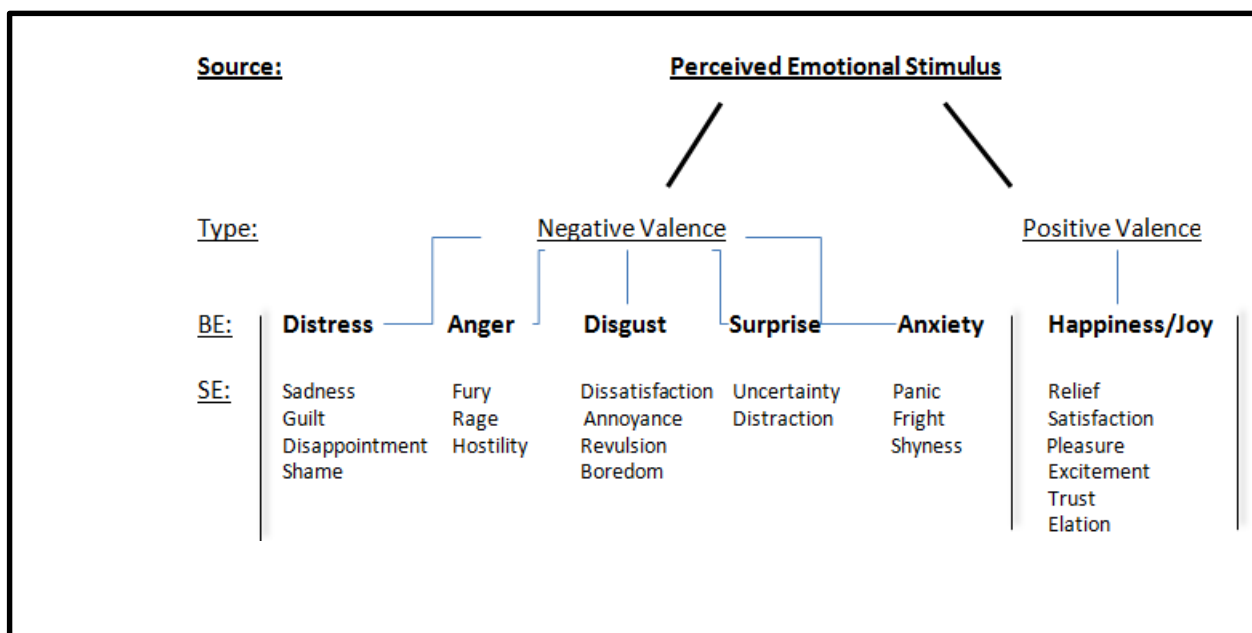 Source: Perceived Emotional Stimulus
Type: Negative Valence Positive Valence
BE: Distress Anger Disgust Surprise Anxiety Happiness/Joy
SE: Sadness Fury Dissatisfaction Uncertainty Panic Relief
Guilt Rage Annoyance Distraction Fright Satisfaction
Disappointment Hostility Revulsion Shyness Pleasure
Shame Boredom Excitement
Trust
Elation